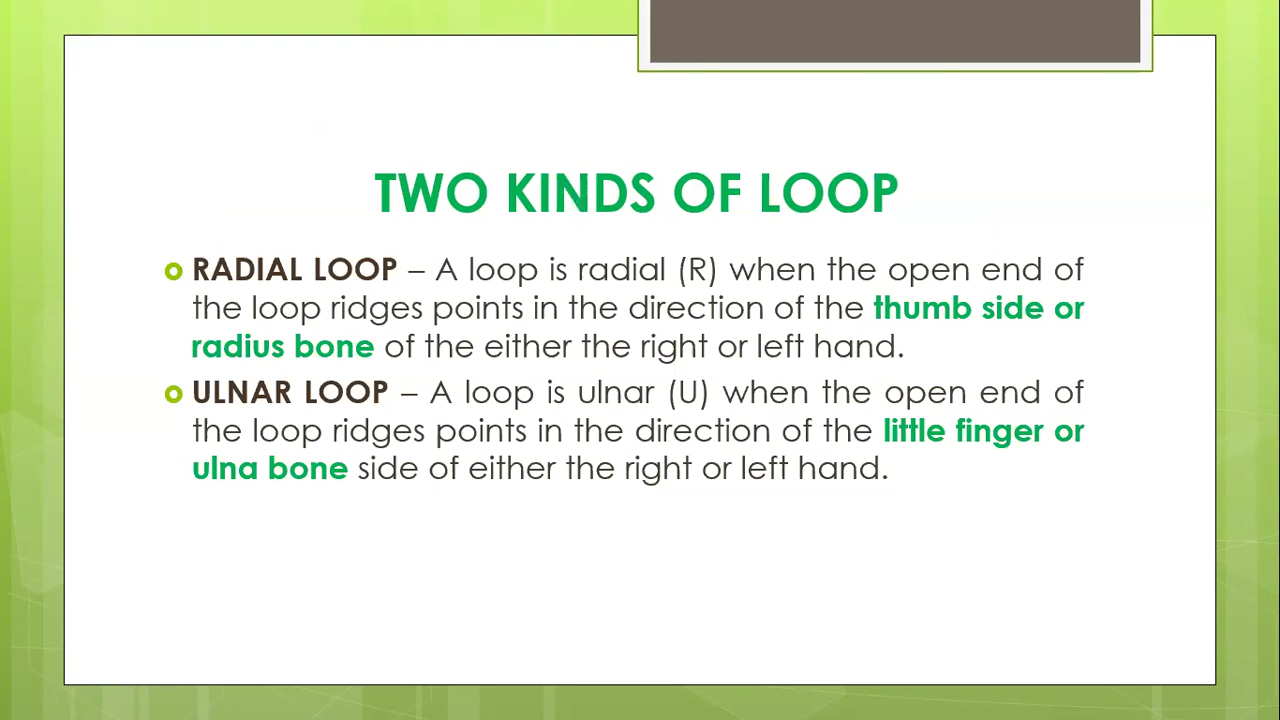 TWO KINDS OF LOOP
RADIAL LOOP – A loop is radial (R) when the open end of
the loop ridges points in the direction of the thumb side or
radius bone of the either the right or left hand.
ULNAR LOOP – A loop is ulnar (U) when the open end of
the loop ridges points in the direction of the little finger or
ulna bone side of either the right or left hand.